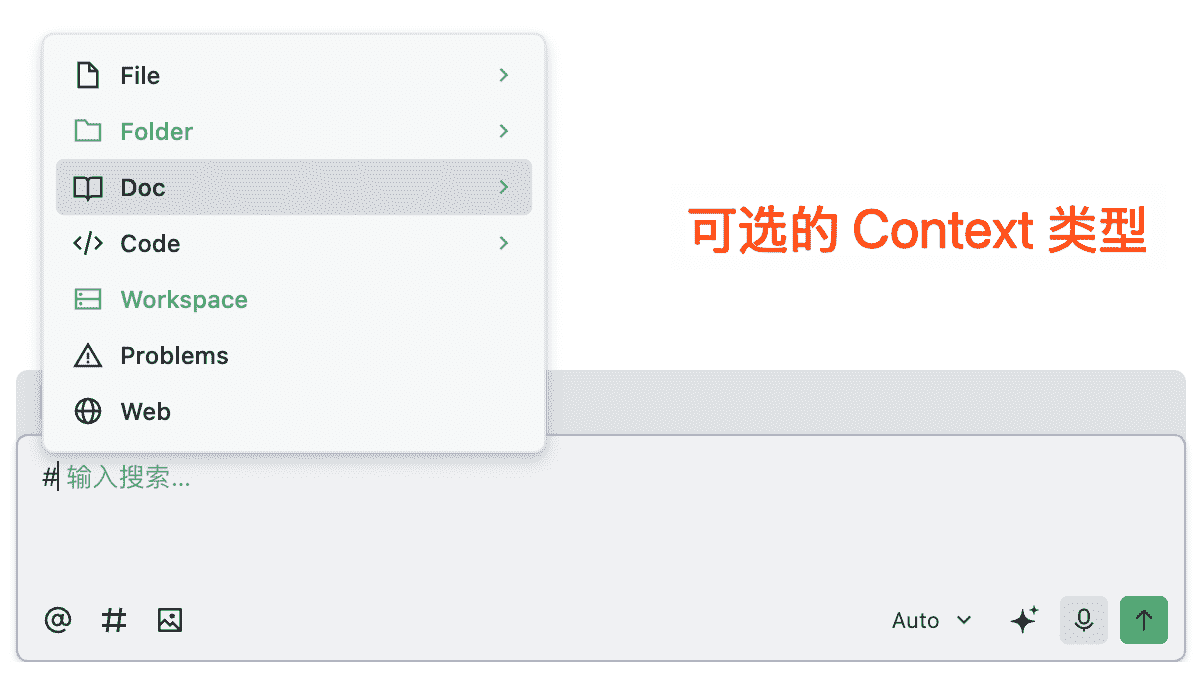 File
Folder
Doc
可选的 Context 类型
Code
Workspace
Problems
Web
# 输入搜索...
@ #
Auto